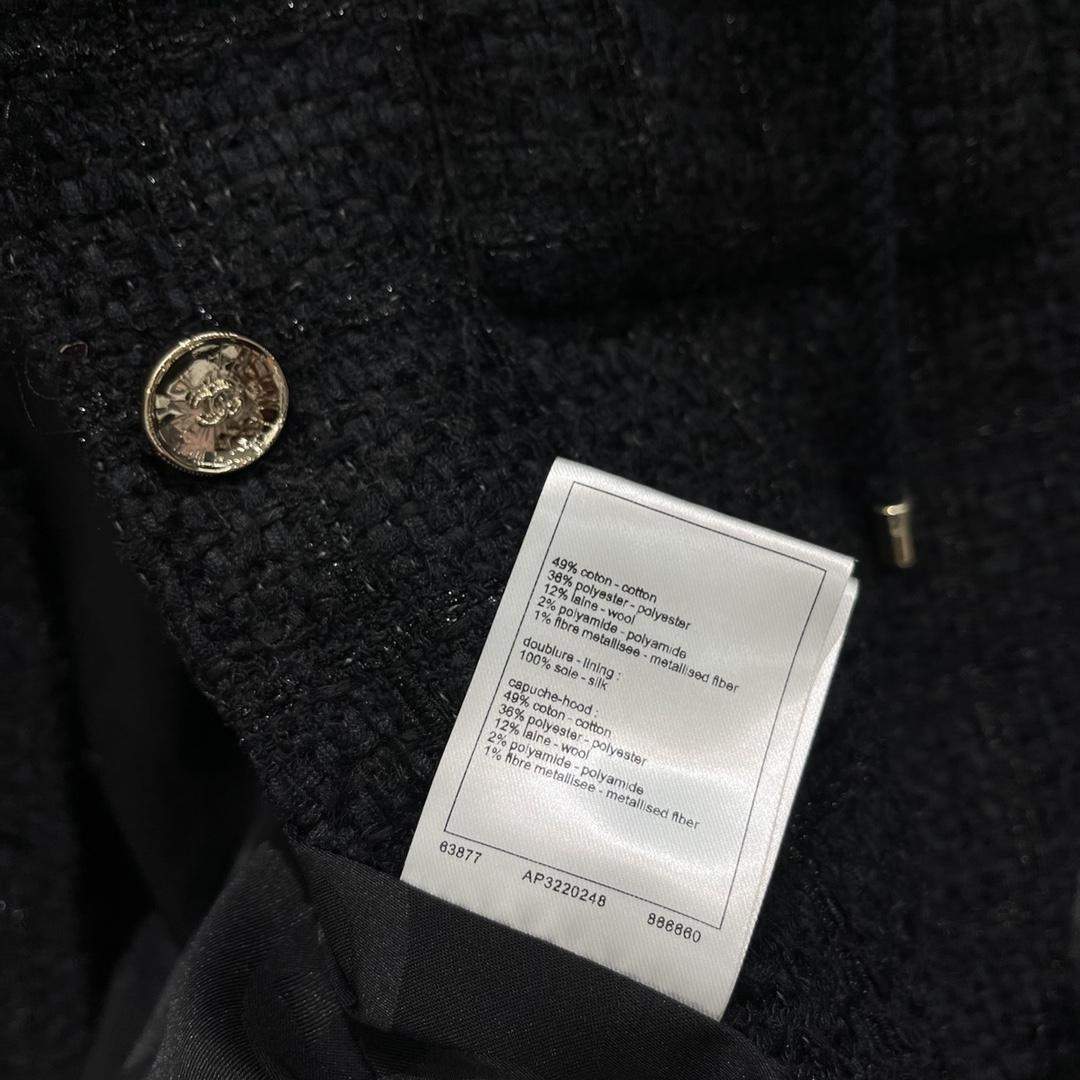 49% coton - cotton
36% polyester - polyester
12% laine - wool
2% polyamide - polyamide
1% fibre metallisee - metallised fiber
doublure - lining :
100% soie - silk
capuche-hood :
49% coton - cotton
36% polyester - polyester
12% laine - wool
2% polyamide - polyamide
1% fibre metallisee - metallised fiber
63877 AP3220248 886860